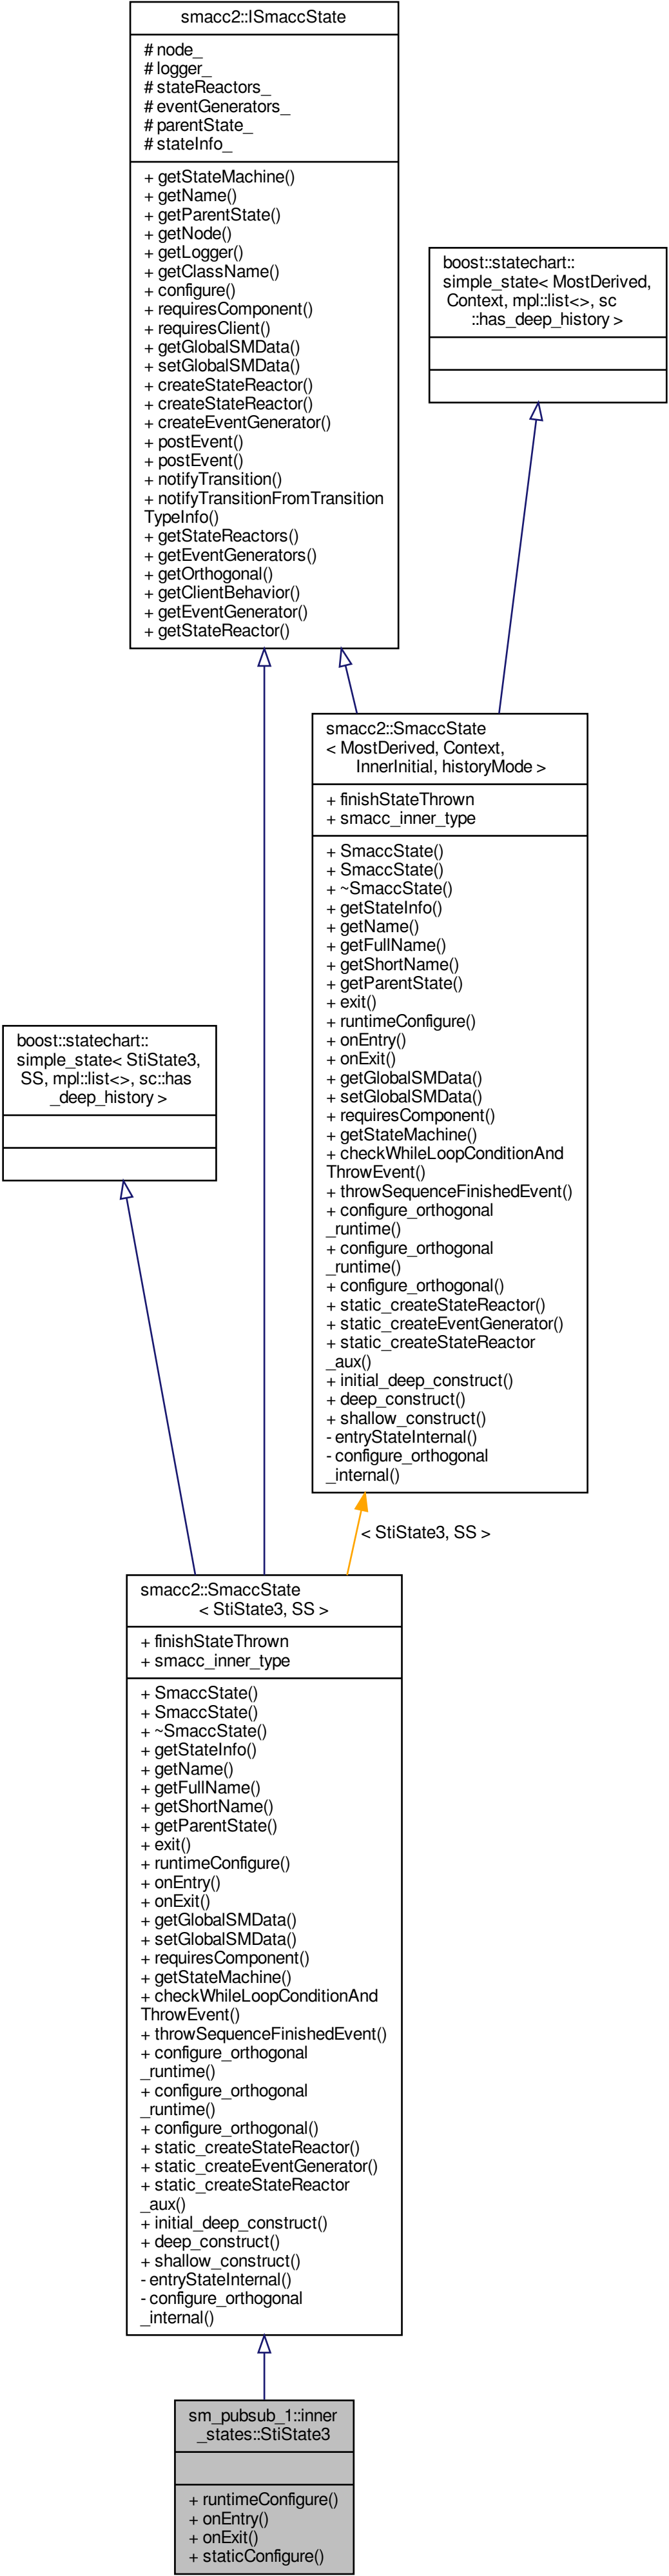 smacc2::ISmaccState
# node_
# logger_
# stateReactors_
# eventGenerators_
# parentState_
# stateInfo_
+ getStateMachine()
+ getName()
+ getParentState()
+ getNode()
+ getLogger()
+ getClassName()
+ configure()
+ requiresComponent()
+ requiresClient()
+ getGlobalSMData()
+ setGlobalSMData()
+ createStateReactor()
+ createStateReactor()
+ createEventGenerator()
+ postEvent()
+ postEvent()
+ notifyTransition()
+ notifyTransitionFromTransition
TypeInfo()
+ getStateReactors()
+ getEventGenerators()
+ getOrthogonal()
+ getClientBehavior()
+ getEventGenerator()
+ getStateReactor()
boost::statechart::
simple_state< MostDerived,
Context, mpl::list<>, sc
::has_deep_history >
smacc2::SmaccState
< MostDerived, Context,
InnerInitial, historyMode >
+ finishStateThrown
+ smacc_inner_type
+ SmaccState()
+ SmaccState()
+ ~SmaccState()
+ getStateInfo()
+ getName()
+ getFullName()
+ getShortName()
+ getParentState()
+ exit()
+ runtimeConfigure()
+ onEntry()
+ onExit()
+ getGlobalSMData()
+ setGlobalSMData()
+ requiresComponent()
+ getStateMachine()
+ checkWhileLoopConditionAnd
ThrowEvent()
+ throwSequenceFinishedEvent()
+ configure_orthogonal
_runtime()
+ configure_orthogonal
_runtime()
+ configure_orthogonal()
+ static_createStateReactor()
+ static_createEventGenerator()
+ static_createStateReactor
_aux()
+ initial_deep_construct()
+ deep_construct()
+ shallow_construct()
- entryStateInternal()
- configure_orthogonal
_internal()
boost::statechart::
simple_state< StiState3,
SS, mpl::list<>, sc::has
_deep_history >
< StiState3, SS >
smacc2::SmaccState
< StiState3, SS >
+ finishStateThrown
+ smacc_inner_type
+ SmaccState()
+ SmaccState()
+ ~SmaccState()
+ getStateInfo()
+ getName()
+ getFullName()
+ getShortName()
+ getParentState()
+ exit()
+ runtimeConfigure()
+ onEntry()
+ onExit()
+ getGlobalSMData()
+ setGlobalSMData()
+ requiresComponent()
+ getStateMachine()
+ checkWhileLoopConditionAnd
ThrowEvent()
+ throwSequenceFinishedEvent()
+ configure_orthogonal
_runtime()
+ configure_orthogonal
_runtime()
+ configure_orthogonal()
+ static_createStateReactor()
+ static_createEventGenerator()
+ static_createStateReactor
_aux()
+ initial_deep_construct()
+ deep_construct()
+ shallow_construct()
- entryStateInternal()
- configure_orthogonal
_internal()
sm_pubsub_1::inner
_states::StiState3
+ runtimeConfigure()
+ onEntry()
+ onExit()
+ staticConfigure()